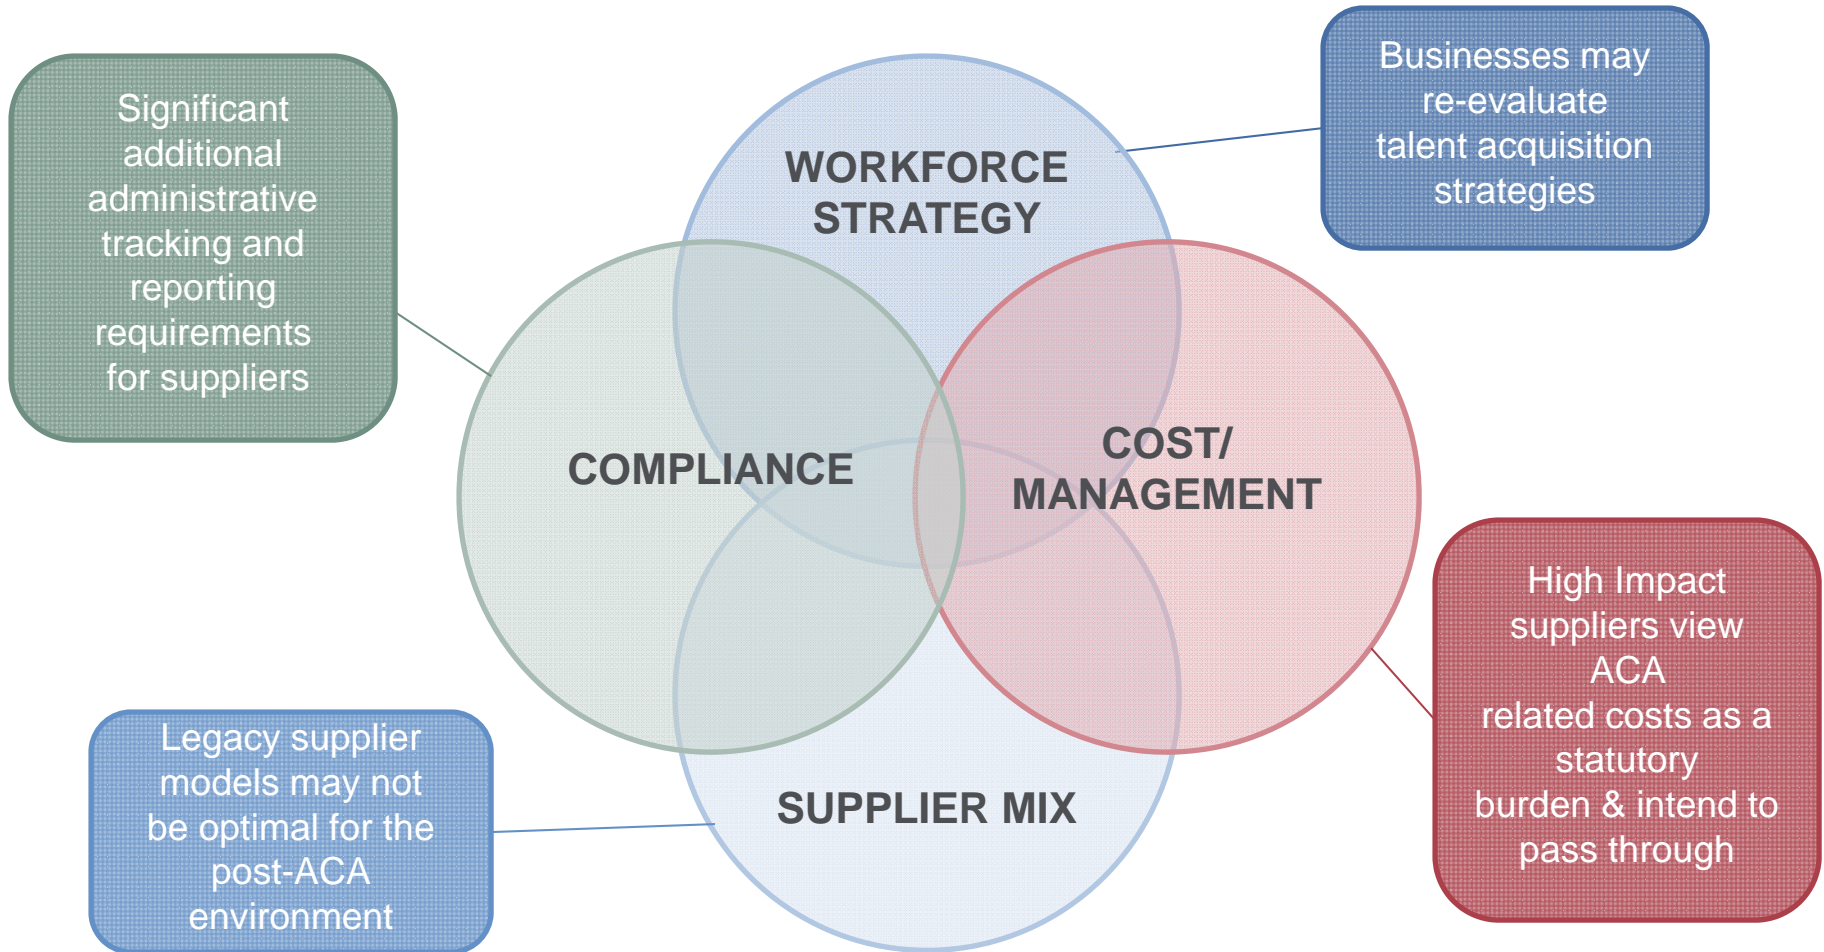 Significant
additional
administrative
tracking and
reporting
requirements
for suppliers
WORKFORCE
STRATEGY
Businesses may
re-evaluate
talent acquisition
strategies
COMPLIANCE
COST/
MANAGEMENT
Legacy supplier
models may not
be optimal for the
post-ACA
environment
SUPPLIER MIX
High Impact
suppliers view
ACA
related costs as a
statutory
burden & intend to
pass through